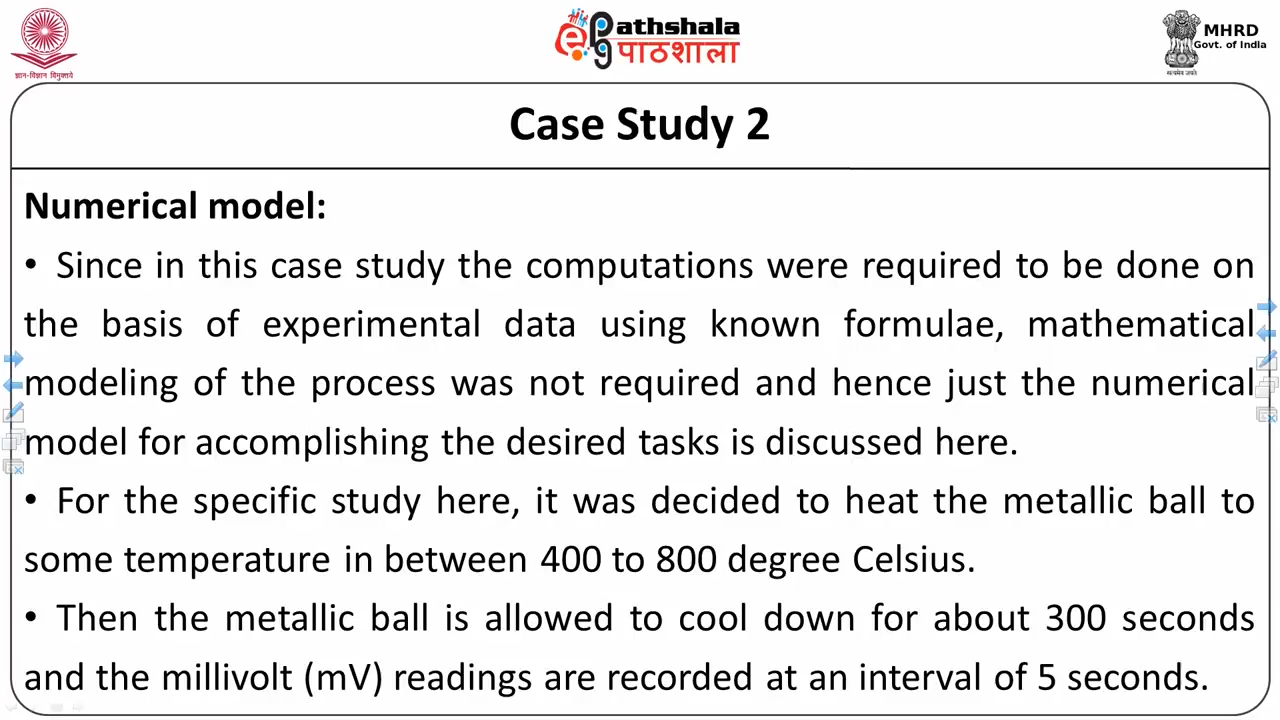 ज्ञान-विज्ञान विमुक्तये
ePathshala
पाठशाला
MHRD
Govt. of India
सत्यमेव जयते
Case Study 2
Numerical model:
• Since in this case study the computations were required to be done on
the basis of experimental data using known formulae, mathematical
modeling of the process was not required and hence just the numerical
model for accomplishing the desired tasks is discussed here.
• For the specific study here, it was decided to heat the metallic ball to
some temperature in between 400 to 800 degree Celsius.
• Then the metallic ball is allowed to cool down for about 300 seconds
and the millivolt (mV) readings are recorded at an interval of 5 seconds.